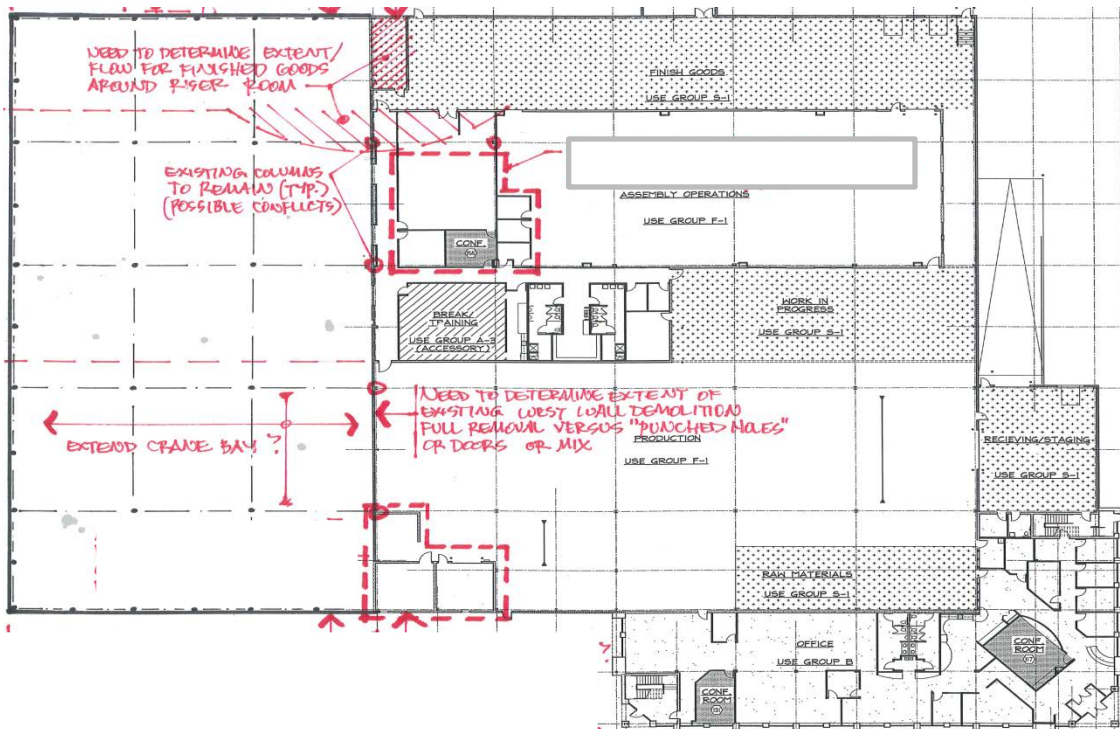 NEED TO DETERMINE EXTENT/
FLOW FOR FINISHED GOODS
AROUND RISER ROOM
FINISH GOODS
USE GROUP S-1
EXISTING COLUMNS
TO REMAIN (TYP.)
(POSSIBLE CONFLICTS)
ASSEMBLY OPERATIONS
USE GROUP F-1
CONF.
BREAK/
TRAINING
USE GROUP A-3
(ACCESSORY)
WORK IN
PROGRESS
USE GROUP S-1
NEED TO DETERMINE EXTENT OF
EXISTING WEST WALL DEMOLITION
FULL REMOVAL VERSUS "PUNCHED HOLES"
OR DOORS OR MIX
EXTEND CRANE BAY ?
PRODUCTION
USE GROUP F-1
RECIEVING/STAGING
USE GROUP S-1
RAW MATERIALS
USE GROUP S-1
OFFICE
USE GROUP B
CONF.
ROOM
117
CONF.
ROOM
?